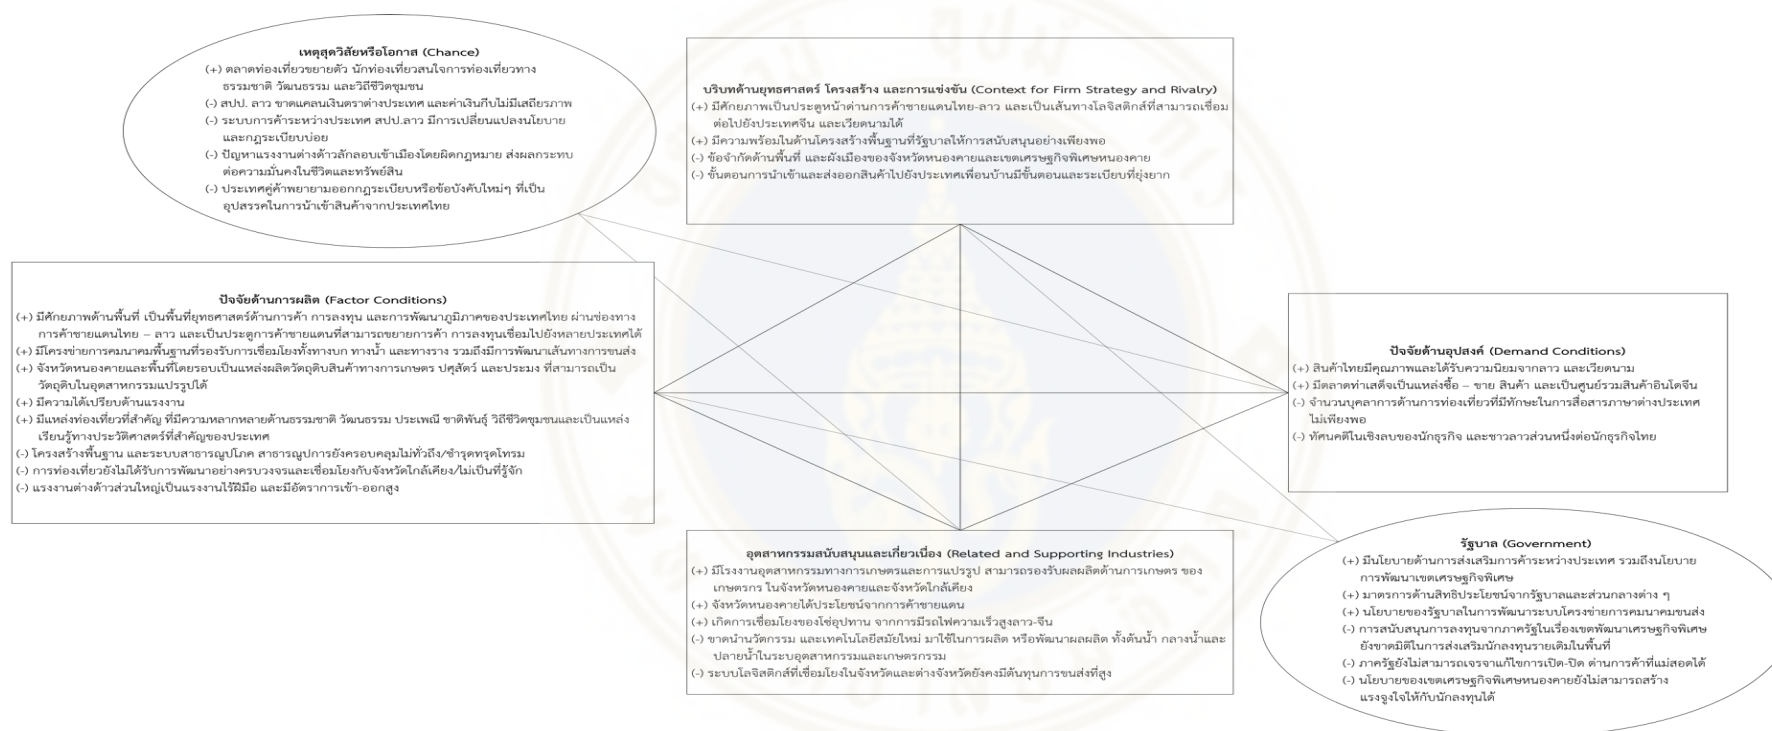 เหตุสุดวิสัยหรือโอกาส (Chance)
(+) ตลาดท่องเที่ยวขยายตัว นักท่องเที่ยวสนใจการท่องเที่ยวทาง
ธรรมชาติ วัฒนธรรม และวิถีชีวิตชุมชน
(-) สปป. ลาว ขาดแคลนเงินตราต่างประเทศ และค่าเงินกีบไม่มีเสถียรภาพ
(-) ระบบการค้าระหว่างประเทศ สปป.ลาว มีการเปลี่ยนแปลงนโยบาย
และกฎระเบียบบ่อย
(-) ปัญหาแรงงานต่างด้าวลักลอบเข้าเมืองโดยผิดกฎหมาย ส่งผลกระทบ
ต่อความมั่นคงในชีวิตและทรัพย์สิน
(-) ประเทศคู่ค้าพยายามออกกฎระเบียบหรือข้อบังคับใหม่ๆ ที่เป็น
อุปสรรคในการนำเข้าสินค้าจากประเทศไทย
บริบทด้านยุทธศาสตร์ โครงสร้าง และการแข่งขัน (Context for Firm Strategy and Rivalry)
(+) มีศักยภาพเป็นประตูหน้าด่านการค้าชายแดนไทย-ลาว และเป็นเส้นทางโลจิสติกส์ที่สามารถเชื่อม
ต่อไปยังประเทศจีน และเวียดนามได้
(+) มีความพร้อมในด้านโครงสร้างพื้นฐานที่รัฐบาลให้การสนับสนุนอย่างเพียงพอ
(-) ข้อจำกัดด้านพื้นที่ และผังเมืองของจังหวัดหนองคายและเขตเศรษฐกิจพิเศษหนองคาย
(-) ขั้นตอนการนำเข้าและส่งออกสินค้าไปยังประเทศเพื่อนบ้านมีขั้นตอนและระเบียบที่ยุ่งยาก
ปัจจัยด้านการผลิต (Factor Conditions)
(+) มีศักยภาพด้านพื้นที่ เป็นพื้นที่ยุทธศาสตร์ด้านการค้า การลงทุน และการพัฒนาภูมิภาคของประเทศไทย ผ่านช่องทาง
การค้าชายแดนไทย – ลาว และเป็นประตูการค้าชายแดนที่สามารถขยายการค้า การลงทุนเชื่อมไปยังหลายประเทศได้
(+) มีโครงข่ายการคมนาคมพื้นฐานที่รองรับการเชื่อมโยงทั้งทางบก ทางน้ำ และทางราง รวมถึงมีการพัฒนาเส้นทางการขนส่ง
(+) จังหวัดหนองคายและพื้นที่โดยรอบเป็นแหล่งผลิตวัตถุดิบสินค้าทางการเกษตร ปศุสัตว์ และประมง ที่สามารถเป็น
วัตถุดิบในอุตสาหกรรมแปรรูปได้
(+) มีความได้เปรียบด้านแรงงาน
(+) มีแหล่งท่องเที่ยวที่สำคัญ ที่มีความหลากหลายด้านธรรมชาติ วัฒนธรรม ประเพณี ชาติพันธุ์ วิถีชีวิตชุมชนและเป็นแหล่ง
เรียนรู้ทางประวัติศาสตร์ที่สำคัญของประเทศ
(-) โครงสร้างพื้นฐาน และระบบสาธารณูปโภค สาธารณูปการยังครอบคลุมไม่ทั่วถึง/ชำรุดทรุดโทรม
(-) การท่องเที่ยวยังไม่ได้รับการพัฒนาอย่างครบวงจรและเชื่อมโยงกับจังหวัดใกล้เคียง/ไม่เป็นที่รู้จัก
(-) แรงงานต่างด้าวส่วนใหญ่เป็นแรงงานไร้ฝีมือ และมีอัตราการเข้า-ออกสูง
ปัจจัยด้านอุปสงค์ (Demand Conditions)
(+) สินค้าไทยมีคุณภาพและได้รับความนิยมจากลาว และเวียดนาม
(+) มีตลาดท่าเสด็จเป็นแหล่งซื้อ – ขาย สินค้า และเป็นศูนย์รวมสินค้าอินโดจีน
(-) จำนวนบุคลาการด้านการท่องเที่ยวที่มีทักษะในการสื่อสารภาษาต่างประเทศ
ไม่เพียงพอ
(-) ทัศนคติในเชิงลบของนักธุรกิจ และชาวลาวส่วนหนึ่งต่อนักธุรกิจไทย
อุตสาหกรรมสนับสนุนและเกี่ยวเนื่อง (Related and Supporting Industries)
(+) มีโรงงานอุตสาหกรรมทางการเกษตรและการแปรรูป สามารถรองรับผลผลิตด้านการเกษตร ของ
เกษตรกร ในจังหวัดหนองคายและจังหวัดใกล้เคียง
(+) จังหวัดหนองคายได้ประโยชน์จากการค้าชายแดน
(+) เกิดการเชื่อมโยงของโซ่อุปทาน จากการมีรถไฟความเร็วสูงลาว-จีน
(-) ขาดนำนวัตกรรม และเทคโนโลยีสมัยใหม่ มาใช้ในการผลิต หรือพัฒนาผลผลิต ทั้งต้นน้ำ กลางน้ำและ
ปลายน้ำในระบอุตสาหกรรมและเกษตรกรรม
(-) ระบบโลจิสติกส์ที่เชื่อมโยงในจังหวัดและต่างจังหวัดยังคงมีต้นทุนการขนส่งที่สูง
รัฐบาล (Government)
(+) มีนโยบายด้านการส่งเสริมการค้าระหว่างประเทศ รวมถึงนโยบาย
การพัฒนาเขตเศรษฐกิจพิเศษ
(+) มาตรการด้านสิทธิประโยชน์จากรัฐบาลและส่วนกลางต่าง ๆ
(+) นโยบายของรัฐบาลในการพัฒนาระบบโครงข่ายการคมนาคมขนส่ง
(-) การสนับสนุนการลงทุนจากภาครัฐในเรื่องเขตพัฒนาเศรษฐกิจพิเศษ
ยังขาดมิติในการส่งเสริมนักลงทุนรายเดิมในพื้นที่
(-) ภาครัฐยังไม่สามารถเจรจาแก้ไขการเปิด-ปิด ด่านการค้าที่แม่สอดได้
(-) นโยบายของเขตเศรษฐกิจพิเศษหนองคายยังไม่สามารถสร้าง
แรงจูงใจให้กับนักลงทุนได้